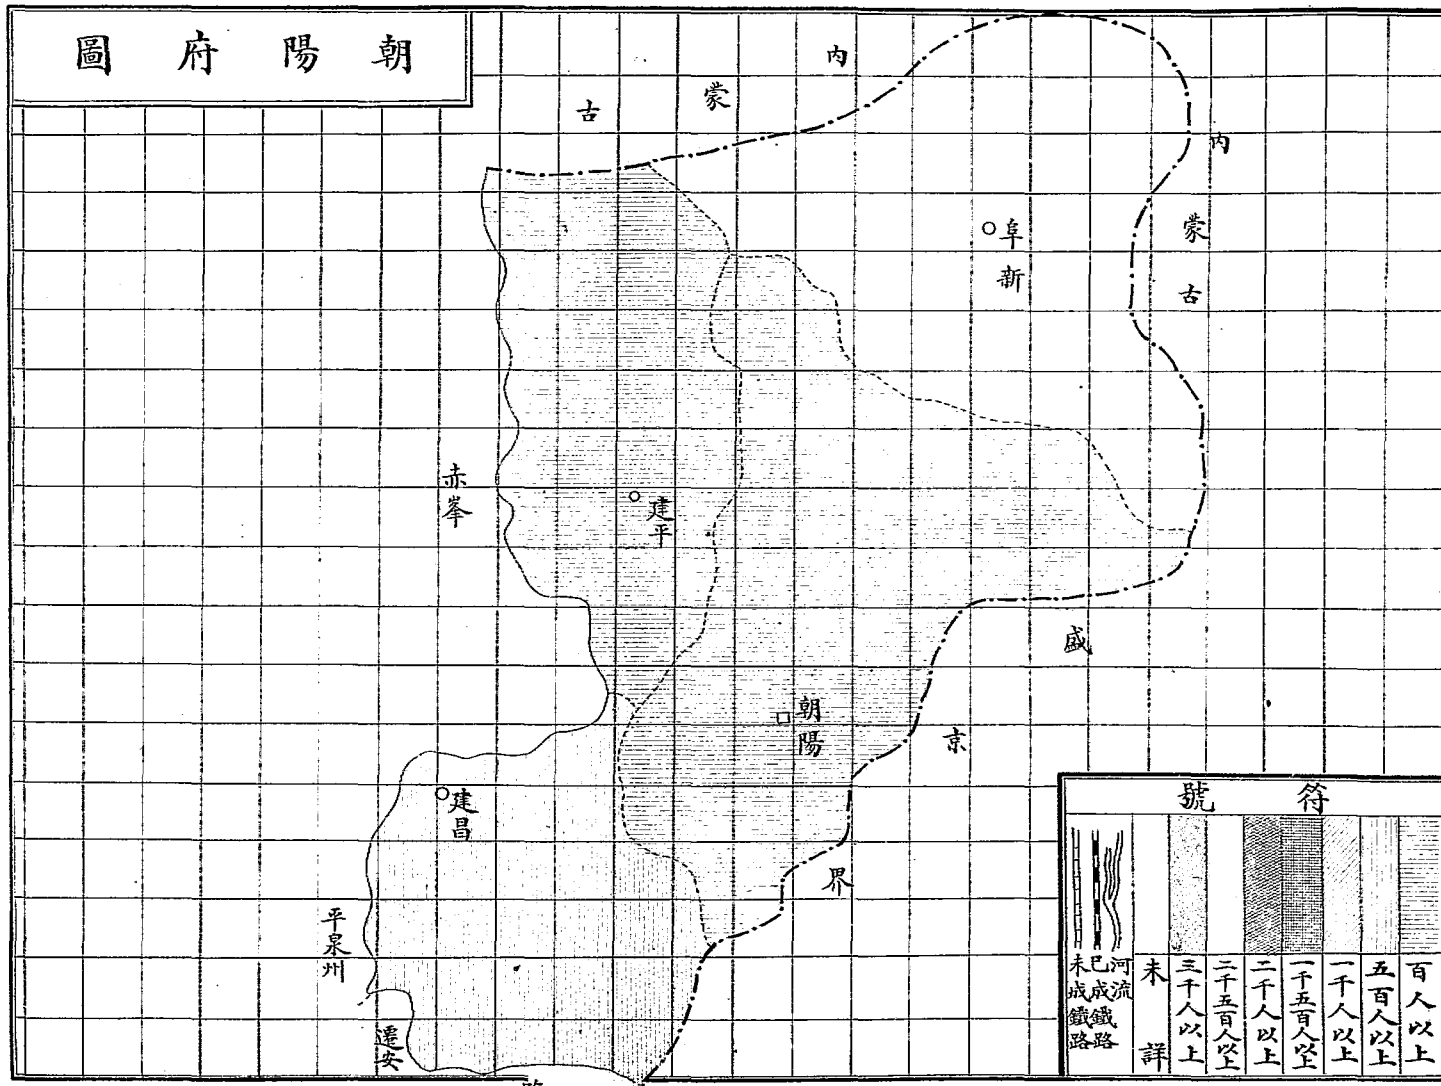 朝陽府圖
内蒙古
内蒙古
阜新
赤峯
建平
朝陽
盛京界
建昌
平泉州
遷安
符號
百人以上
五百人以上
一千人以上
一千五百人以上
二千人以上
二千五百人以上
三千人以上
未詳
河流
已成鐵路
未成鐵路